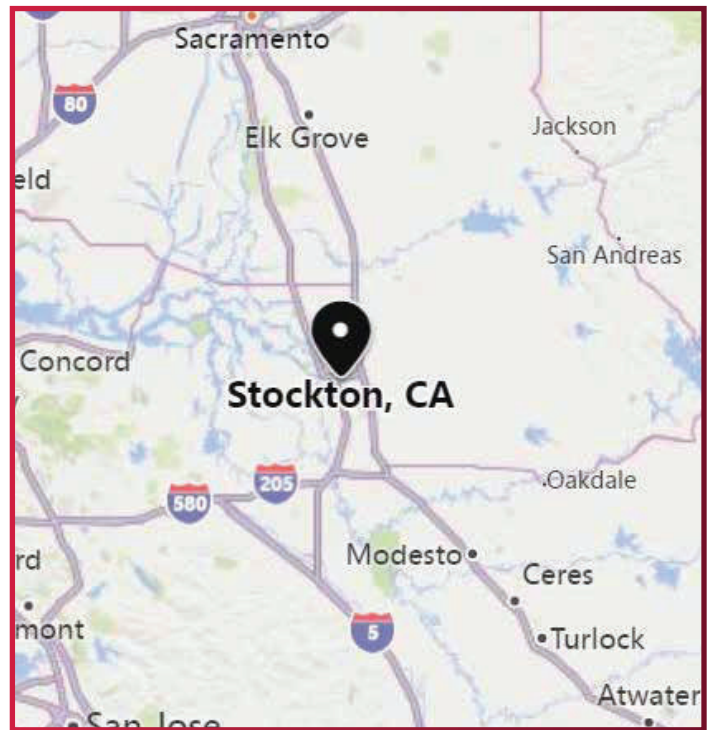 Sacramento
80
Elk Grove
Jackson
eld
San Andreas
Concord
Stockton, CA
205
580
Oakdale
Modesto
rd
Ceres
mont
5
Turlock
Atwater
San Jose